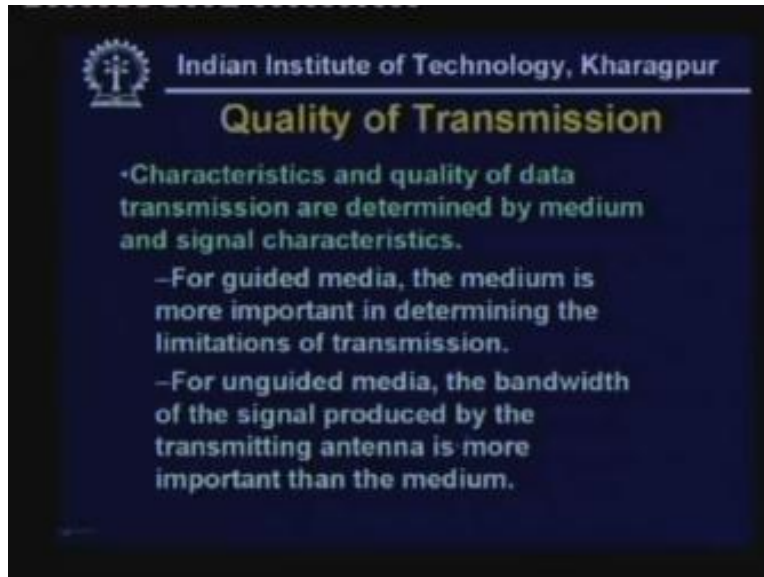 Indian Institute of Technology, Kharagpur
Quality of Transmission
•Characteristics and quality of data
transmission are determined by medium
and signal characteristics.
–For guided media, the medium is
more important in determining the
limitations of transmission.
–For unguided media, the bandwidth
of the signal produced by the
transmitting antenna is more
important than the medium.